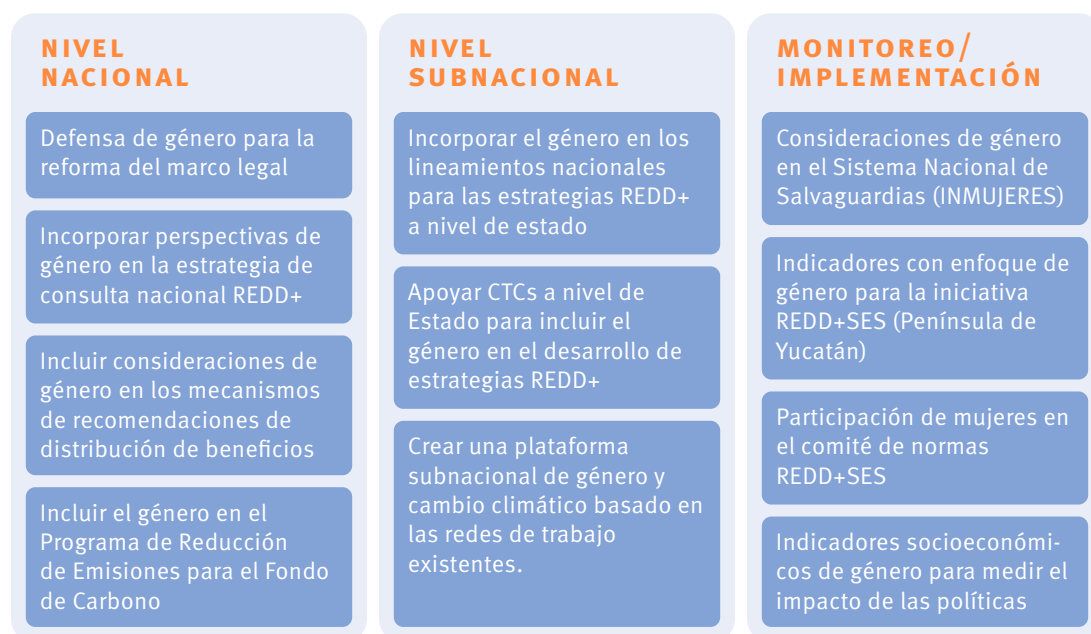 NIVEL
NACIONAL
Defensa de género para la
reforma del marco legal
Incorporar perspectivas de
género en la estrategia de
consulta nacional REDD+
Incluir consideraciones de
género en los mecanismos
de recomendaciones de
distribución de beneficios
Incluir el género en el
Programa de Reducción
de Emisiones para el Fondo
de Carbono
NIVEL
SUBNACIONAL
Incorporar el género en los
lineamientos nacionales
para las estrategias REDD+
a nivel de estado
Apoyar CTCs a nivel de
Estado para incluir el
género en el desarrollo de
estrategias REDD+
Crear una plataforma
subnacional de género y
cambio climático basado en
las redes de trabajo
existentes.
MONITOREO/
IMPLEMENTACIÓN
Consideraciones de género
en el Sistema Nacional de
Salvaguardias (INMUJERES)
Indicadores con enfoque de
género para la iniciativa
REDD+SES (Península de
Yucatán)
Participación de mujeres en
el comité de normas
REDD+SES
Indicadores socioeconómi-
cos de género para medir el
impacto de las políticas